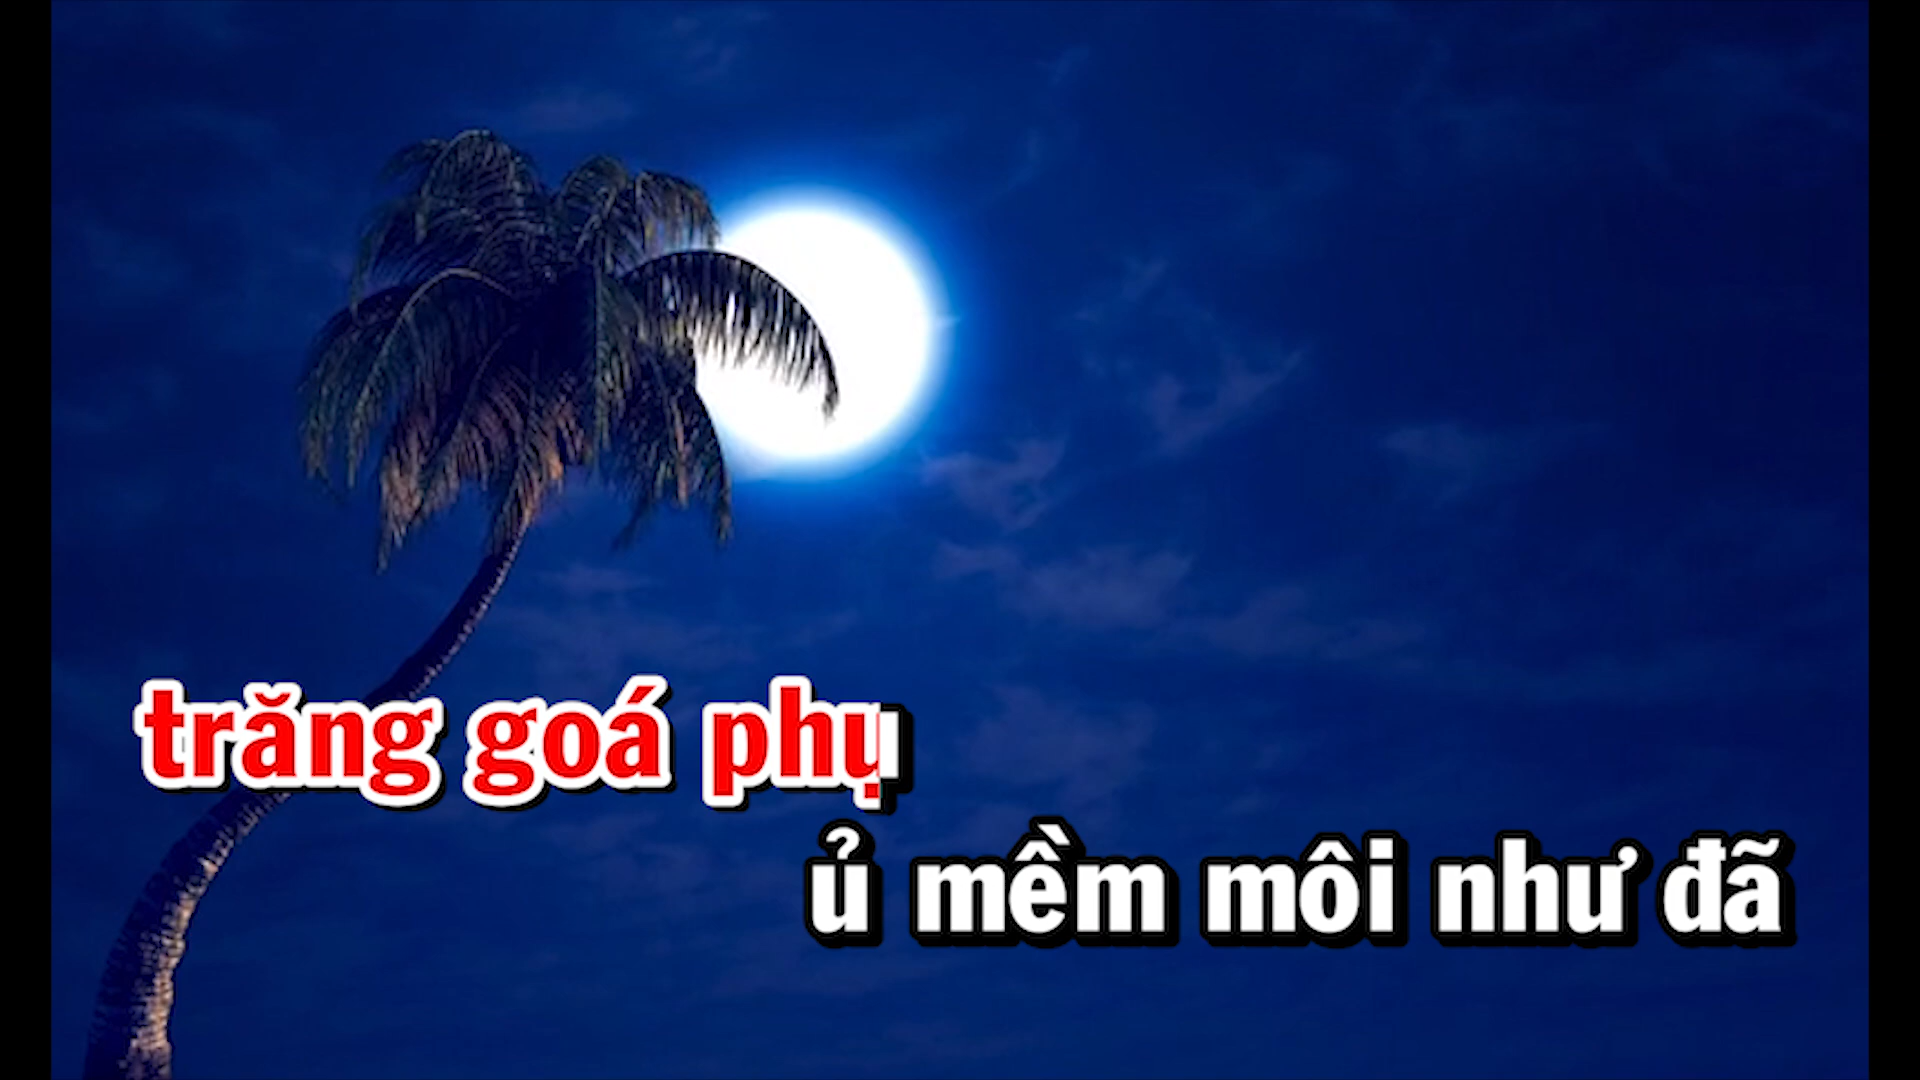 trăng goá phụ
ủ mềm môi như đã